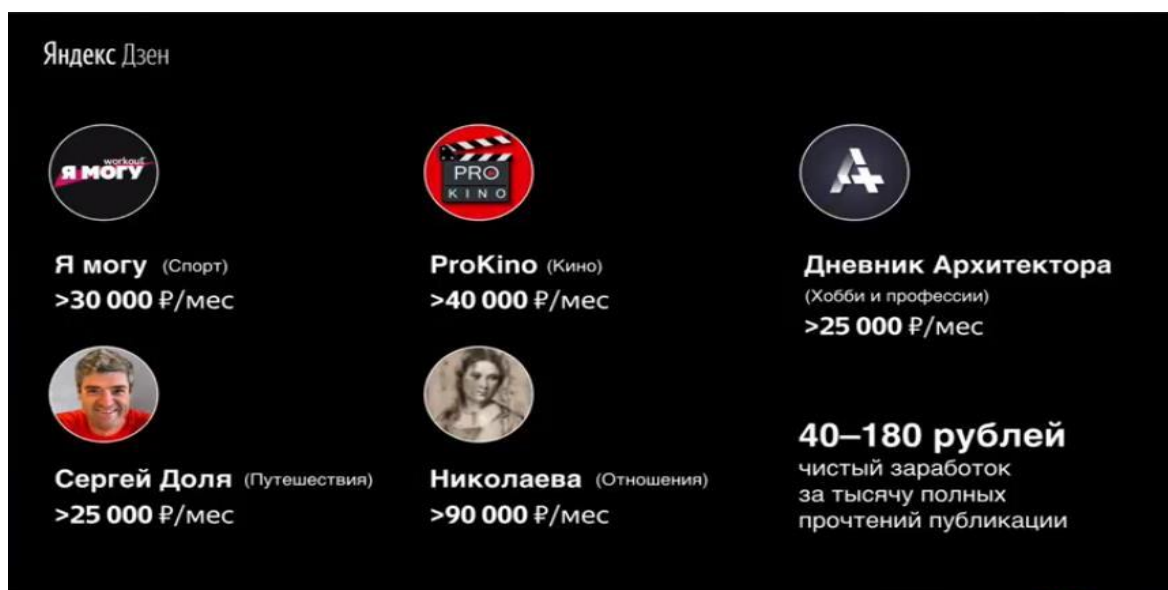 Яндекс Дзен
workout
Я МОГУ
PRO
KINO
Я могу (Спорт)
>30 000 ₽/мес
ProKino (Кино)
>40 000 ₽/мес
Дневник Архитектора
(Хобби и профессии)
>25 000 ₽/мес
Сергей Доля (Путешествия)
>25 000 ₽/мес
Николаева (Отношения)
>90 000 ₽/мес
40–180 рублей
чистый заработок
за тысячу полных
прочтений публикации